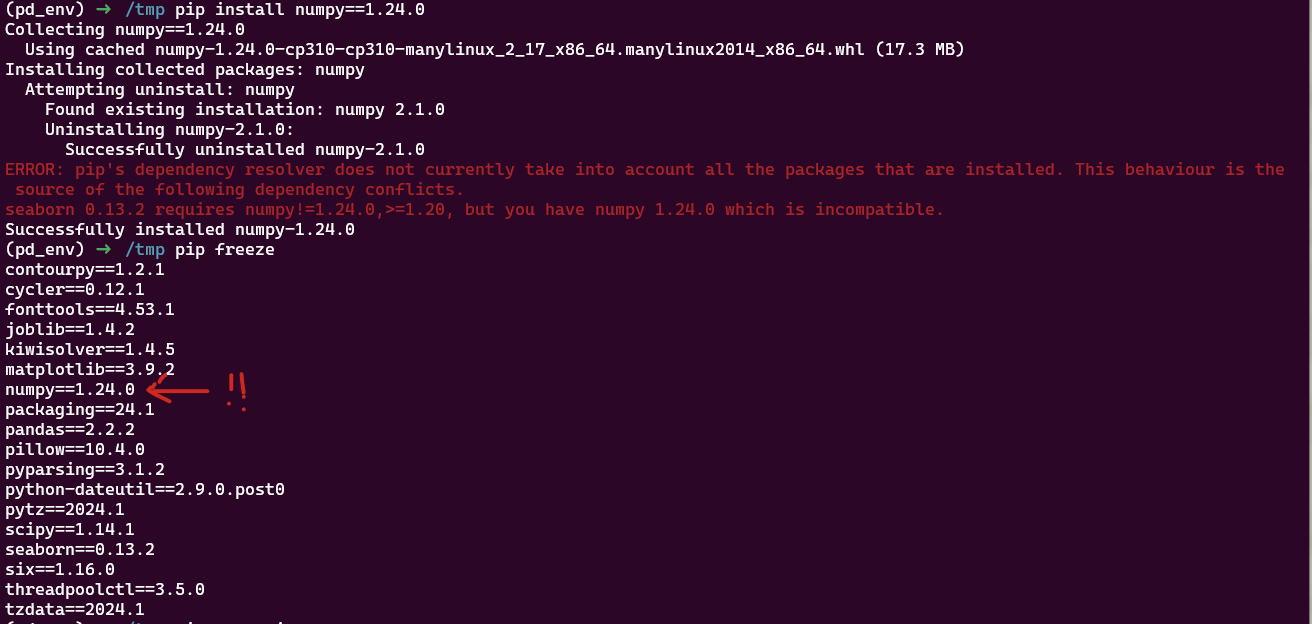 (pd_env) → /tmp pip install numpy==1.24.0
Collecting numpy==1.24.0
  Using cached numpy-1.24.0-cp310-cp310-manylinux_2_17_x86_64.manylinux2014_x86_64.whl (17.3 MB)
Installing collected packages: numpy
  Attempting uninstall: numpy
    Found existing installation: numpy 2.1.0
    Uninstalling numpy-2.1.0:
      Successfully uninstalled numpy-2.1.0
ERROR: pip's dependency resolver does not currently take into account all the packages that are installed. This behaviour is the
 source of the following dependency conflicts.
seaborn 0.13.2 requires numpy!=1.24.0,>=1.20, but you have numpy 1.24.0 which is incompatible.
Successfully installed numpy-1.24.0
(pd_env) → /tmp pip freeze
contourpy==1.2.1
cycler==0.12.1
fonttools==4.53.1
joblib==1.4.2
kiwisolver==1.4.5
matplotlib==3.9.2
numpy==1.24.0 ← !!
packaging==24.1
pandas==2.2.2
pillow==10.4.0
pyparsing==3.1.2
python-dateutil==2.9.0.post0
pytz==2024.1
scipy==1.14.1
seaborn==0.13.2
six==1.16.0
threadpoolctl==3.5.0
tzdata==2024.1